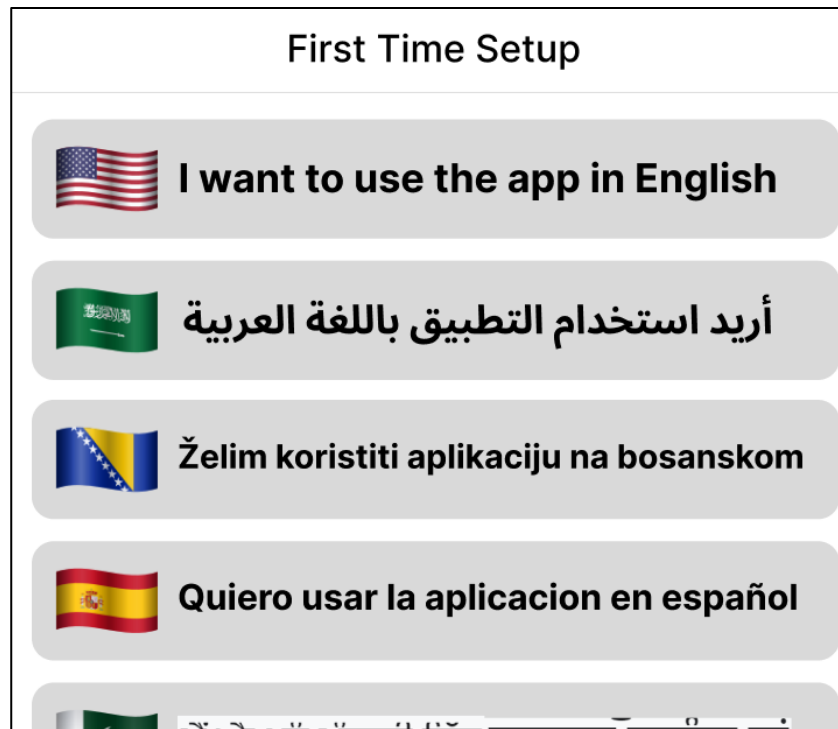 First Time Setup
I want to use the app in English
أريد استخدام التطبيق باللغة العربية
Želim koristiti aplikaciju na bosanskom
Quiero usar la aplicacion en español